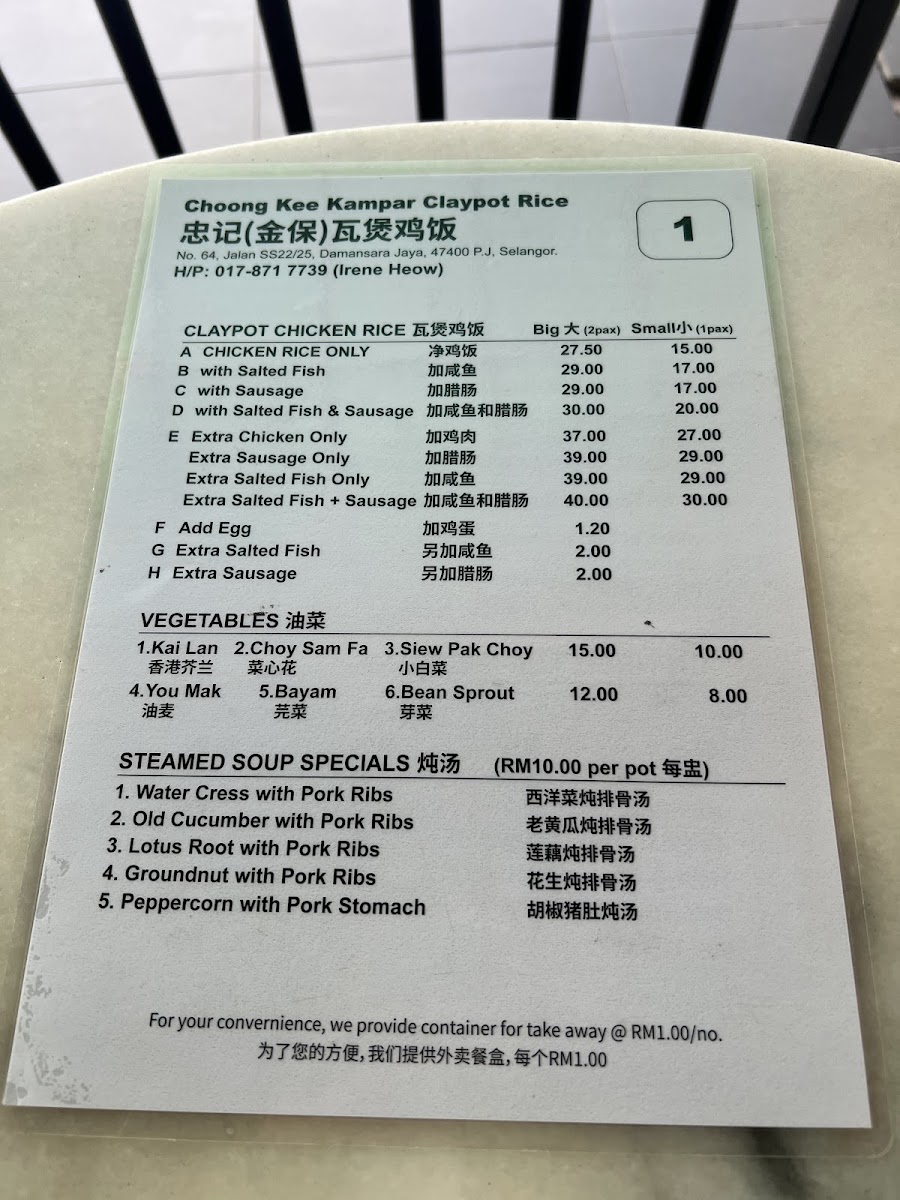 Choong Kee Kampar Claypot Rice
忠记(金保)瓦煲鸡饭
1
No. 64, Jalan SS22/25, Damansara Jaya, 47400 P.J, Selangor.
H/P: 017-871 7739 (Irene Heow)
CLAYPOT CHICKEN RICE 瓦煲鸡饭 Big 大 (2pax) Small小 (1pax)
A CHICKEN RICE ONLY 净鸡饭 27.50 15.00
B with Salted Fish 加咸鱼 29.00 17.00
C with Sausage 加腊肠 29.00 17.00
D with Salted Fish & Sausage 加咸鱼和腊肠 30.00 20.00
E Extra Chicken Only 加鸡肉 37.00 27.00
Extra Sausage Only 加腊肠 39.00 29.00
Extra Salted Fish Only 加咸鱼 39.00 29.00
Extra Salted Fish + Sausage 加咸鱼和腊肠 40.00 30.00
F Add Egg 加鸡蛋 1.20
G Extra Salted Fish 另加咸鱼 2.00
H Extra Sausage 另加腊肠 2.00
VEGETABLES 油菜
1.Kai Lan 2.Choy Sam Fa 3.Siew Pak Choy 15.00 10.00
香港芥兰 菜心花 小白菜
4.You Mak 5.Bayam 6.Bean Sprout 12.00 8.00
油麦 苋菜 芽菜
STEAMED SOUP SPECIALS 炖汤 (RM10.00 per pot 每盅)
1. Water Cress with Pork Ribs 西洋菜炖排骨汤
2. Old Cucumber with Pork Ribs 老黄瓜炖排骨汤
3. Lotus Root with Pork Ribs 莲藕炖排骨汤
4. Groundnut with Pork Ribs 花生炖排骨汤
5. Peppercorn with Pork Stomach 胡椒猪肚炖汤
For your convernience, we provide container for take away @ RM1.00/no.
为了您的方便，我们提供外卖餐盒，每个RM1.00